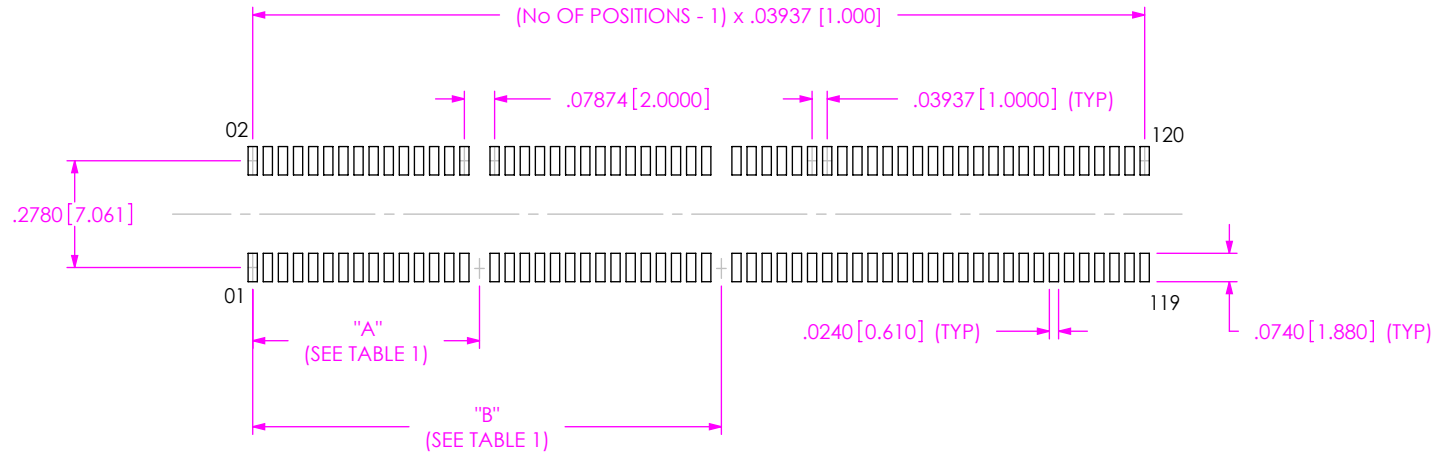 (No OF POSITIONS - 1) x .03937 [1.000]
.07874 [2.0000]
.03937 [1.0000] (TYP)
02
120
.2780 [7.061]
01
119
"A"
(SEE TABLE 1)
.0240 [0.610] (TYP)
.0740 [1.880] (TYP)
"B"
(SEE TABLE 1)